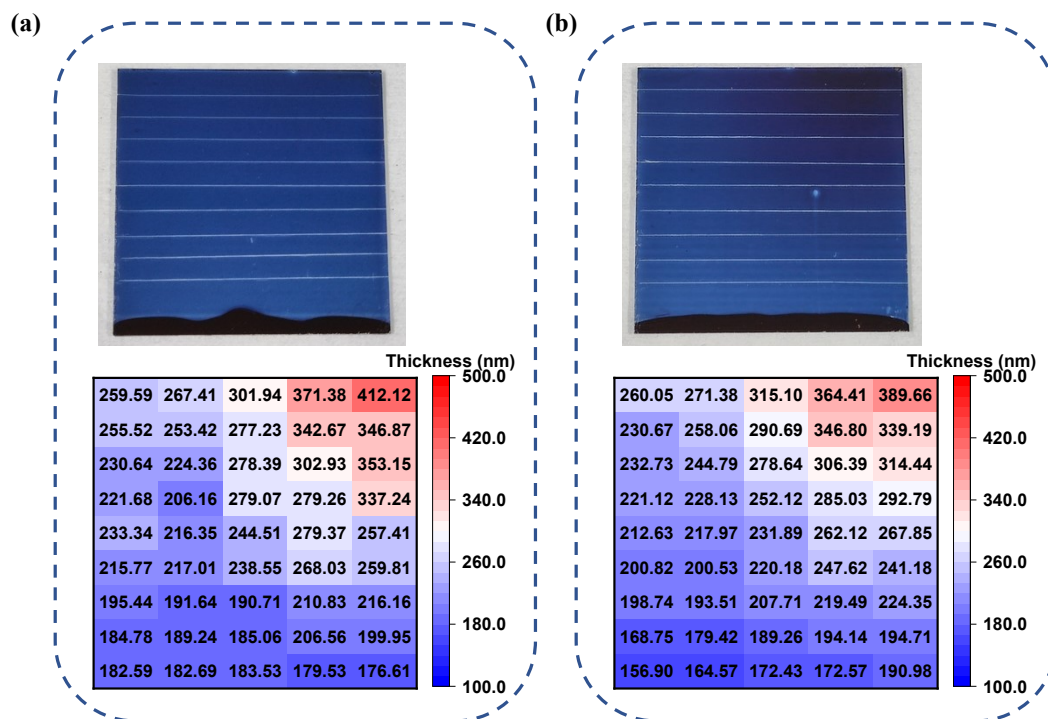 (a)
Thickness (nm)
259.59 267.41 301.94 371.38 412.12
255.52 253.42 277.23 342.67 346.87
230.64 224.36 278.39 302.93 353.15
221.68 206.16 279.07 279.26 337.24
233.34 216.35 244.51 279.37 257.41
215.77 217.01 238.55 268.03 259.81
195.44 191.64 190.71 210.83 216.16
184.78 189.24 185.06 206.56 199.95
182.59 182.69 183.53 179.53 176.61
500.0
420.0
340.0
260.0
180.0
100.0
(b)
Thickness (nm)
260.05 271.38 315.10 364.41 389.66
230.67 258.06 290.69 346.80 339.19
232.73 244.79 278.64 306.39 314.44
221.12 228.13 252.12 285.03 292.79
212.63 217.97 231.89 262.12 267.85
200.82 200.53 220.18 247.62 241.18
198.74 193.51 207.71 219.49 224.35
168.75 179.42 189.26 194.14 194.71
156.90 164.57 172.43 172.57 190.98
500.0
420.0
340.0
260.0
180.0
100.0